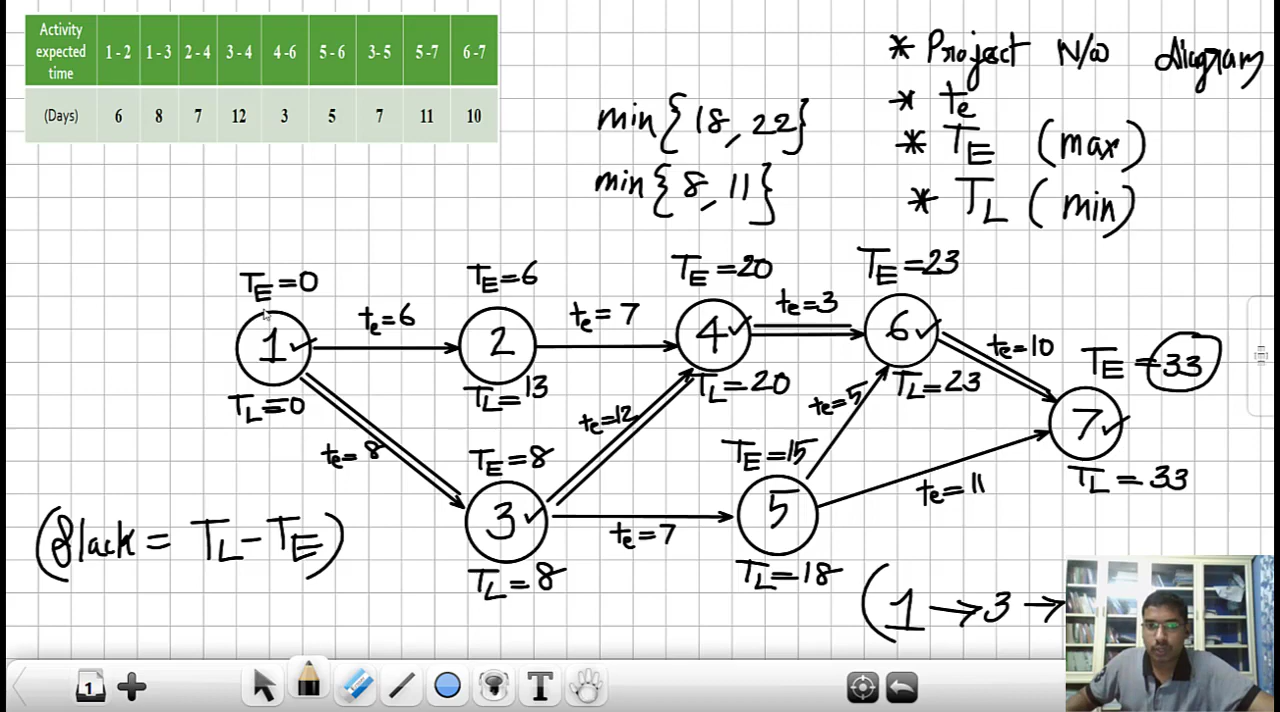 Activity expected time 1 - 2 1 - 3 2 - 4 3 - 4 4 -6 5 - 6 3- 5 5 -7 6 -7
(Days) 6 8 7 12 3 5 7 11 10
* Project N/w Diagram
* te
* TE (max)
* TL (min)
min{18, 22}
min{8, 11}
TE=0
1
TL=0
te=6
TE=6
2
TL=13
te=7
TE=20
4
TL=20
te=3
TE=23
6
TL=23
te=10
TE=33
7
TL=33
te=8
TE=8
3
TL=8
te=12
te=7
TE=15
5
TL=18
te=5
te=11
(Slack = TL-TE)
(1→3→
1
T